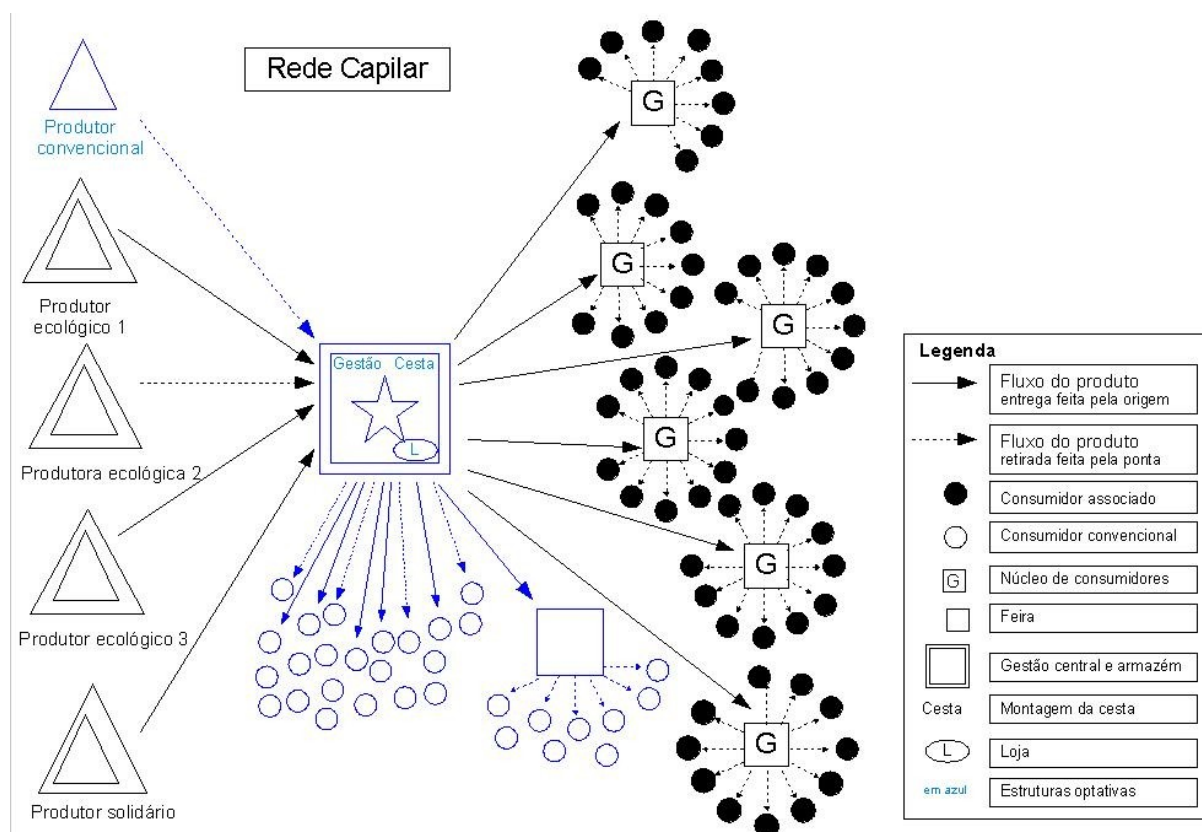 Rede Capilar
Produtor
convencional
Produtor
ecológico 1
Produtora ecológica 2
Produtor ecológico 3
Produtor solidário
Gestão Cesta
L
G
G
G
G
G
G
Legenda
Fluxo do produto
entrega feita pela origem
Fluxo do produto
retirada feita pela ponta
Consumidor associado
Consumidor convencional
G Núcleo de consumidores
Feira
Gestão central e armazém
Cesta Montagem da cesta
L Loja
em azul Estruturas optativas